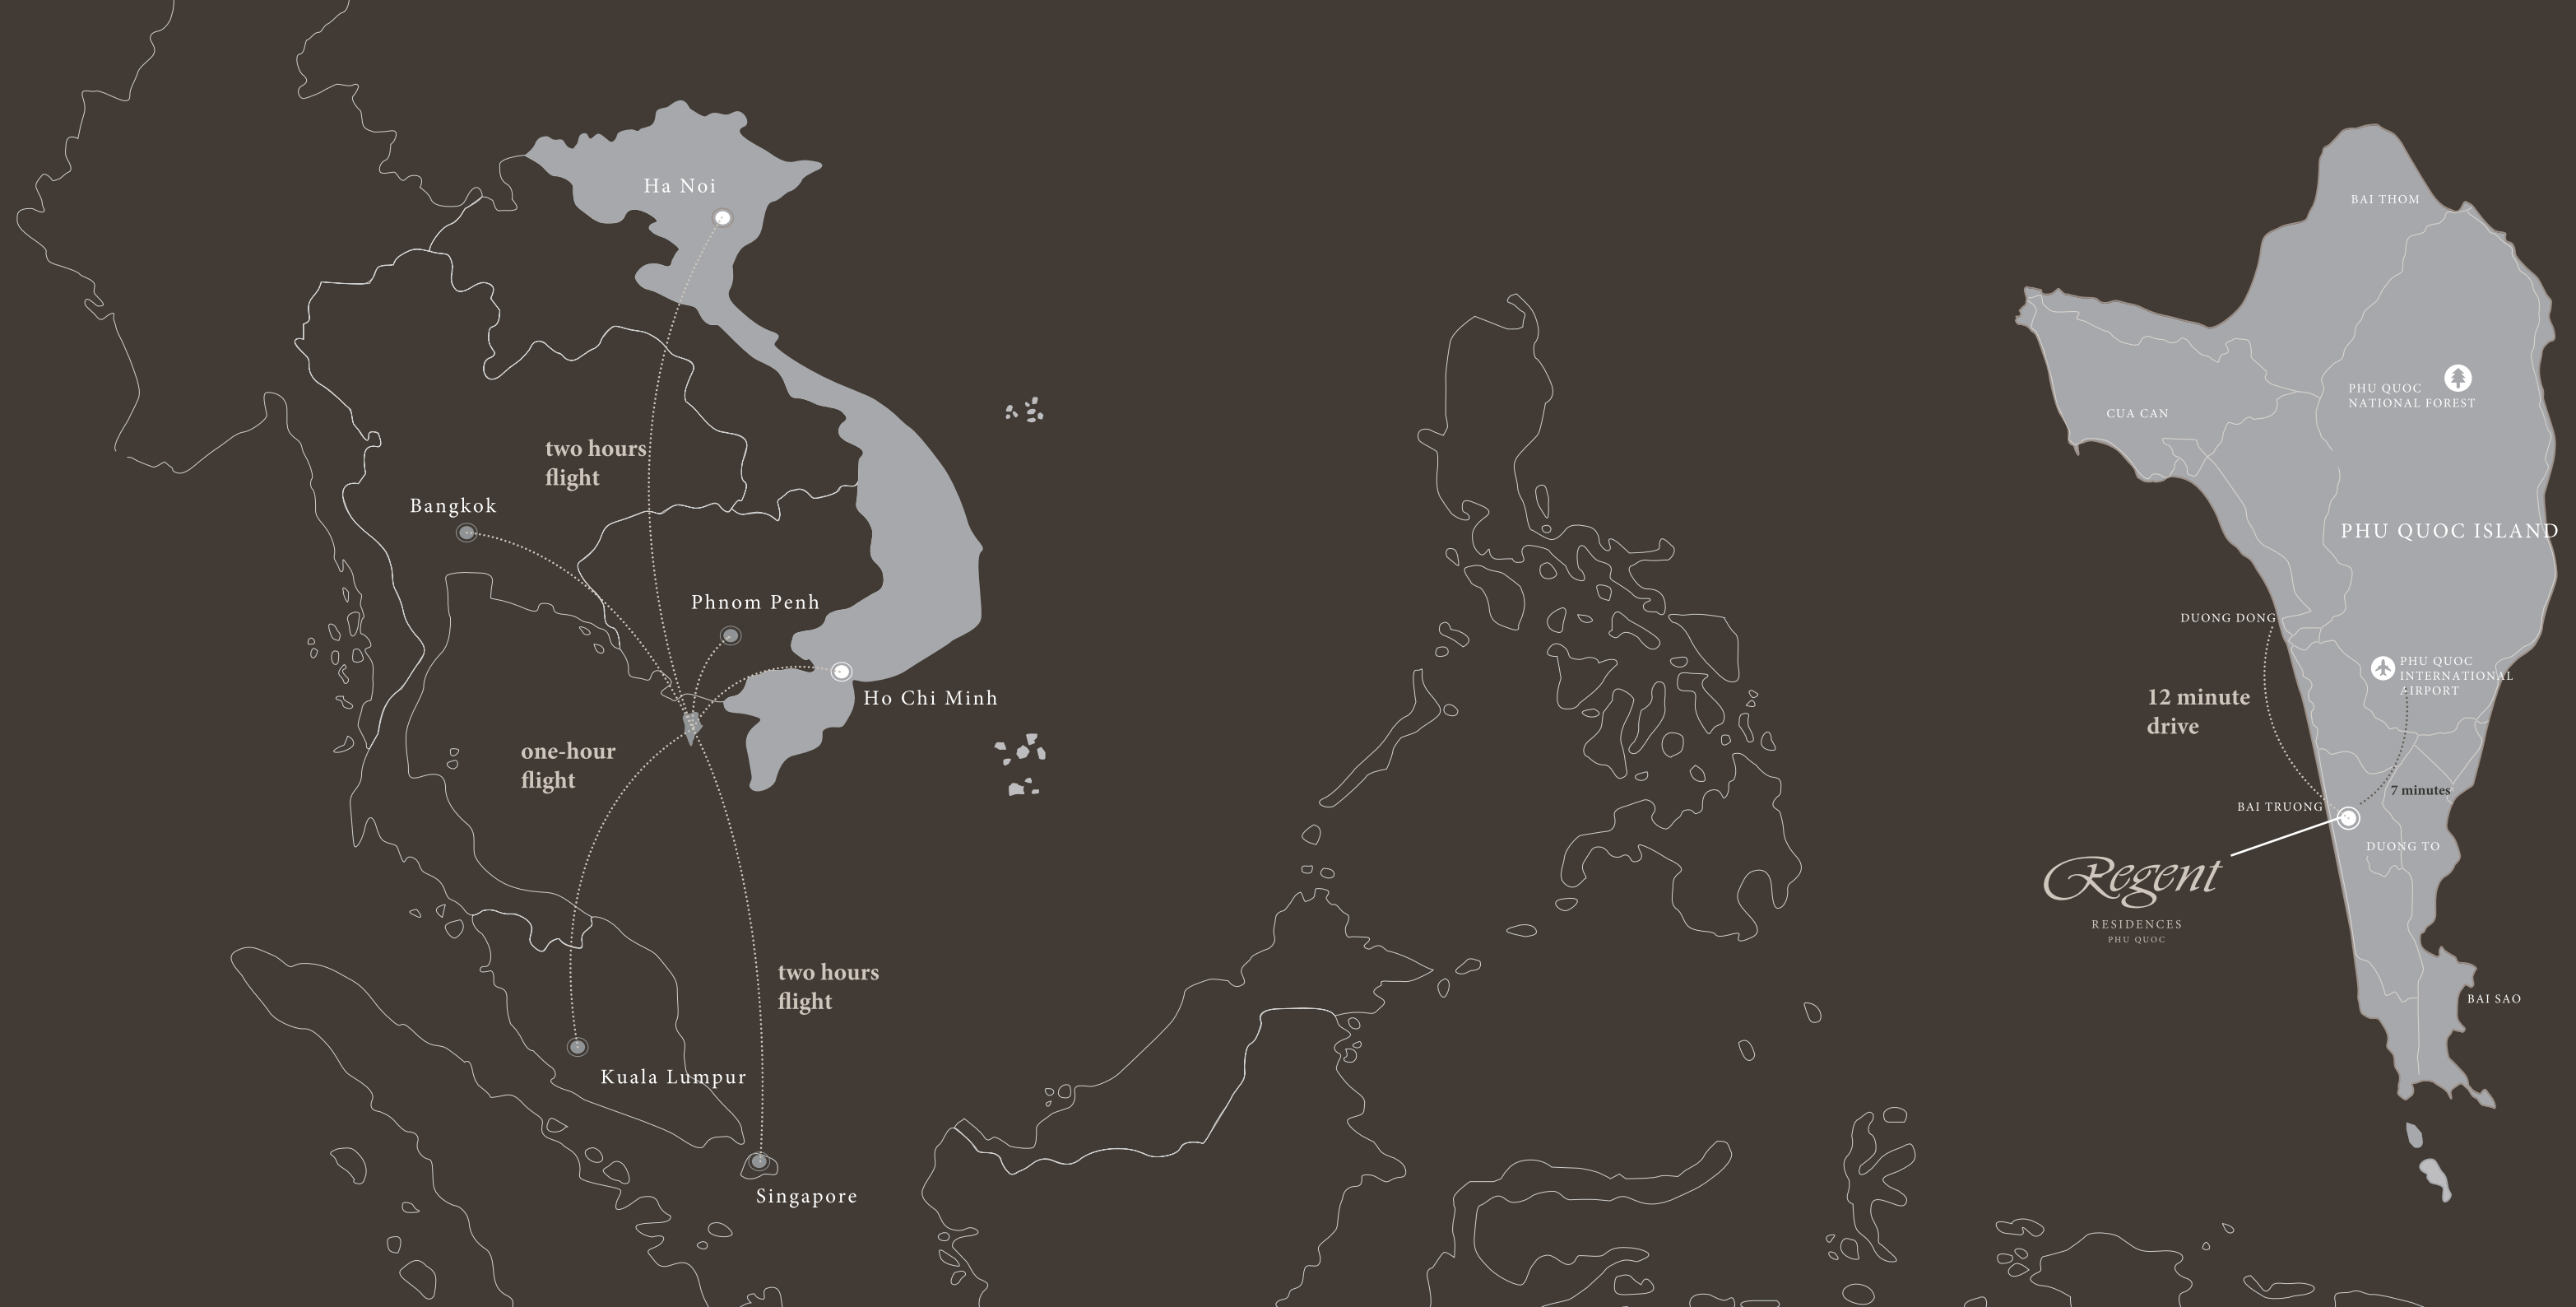 Ha Noi
two hours
flight
Bangkok
Phnom Penh
Ho Chi Minh
one-hour
flight
two hours
flight
Kuala Lumpur
Singapore
BAI THOM
PHU QUOC
NATIONAL FOREST
CUA CAN
PHU QUOC ISLAND
DUONG DONG
PHU QUOC
INTERNATIONAL
AIRPORT
12 minute
drive
7 minutes
BAI TRUONG
DUONG TO
Regent
RESIDENCES
PHU QUOC
BAI SAO